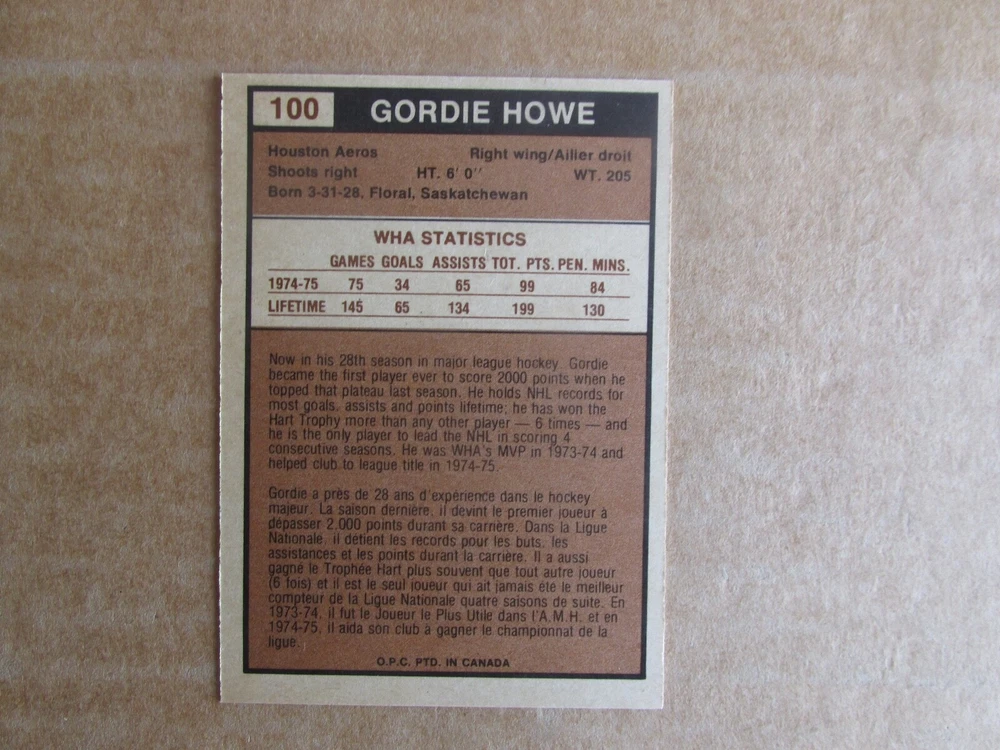 100 GORDIE HOWE
Houston Aeros Right wing/Ailier droit
Shoots right HT. 6' 0'' WT. 205
Born 3-31-28, Floral, Saskatchewan
WHA STATISTICS
GAMES GOALS ASSISTS TOT. PTS. PEN. MINS.
1974-75 75 34 65 99 84
LIFETIME 145 65 134 199 130
Now in his 28th season in major league hockey. Gordie
became the first player ever to score 2000 points when he
topped that plateau last season. He holds NHL records for
most goals, assists and points lifetime; he has won the
Hart Trophy more than any other player — 6 times — and
he is the only player to lead the NHL in scoring 4
consecutive seasons. He was WHA's MVP in 1973-74 and
helped club to league title in 1974-75.
Gordie a près de 28 ans d'expérience dans le hockey
majeur. La saison dernière, il devint le premier joueur à
dépasser 2.000 points durant sa carrière. Dans la Ligue
Nationale, il détient les records pour les buts, les
assistances et les points durant la carrière. Il a aussi
gagné le Trophée Hart plus souvent que tout autre joueur
(6 fois) et il est le seul joueur qui ait jamais été le meilleur
compteur de la Ligue Nationale quatre saisons de suite. En
1973-74, il fut le Joueur le Plus Utile dans l'A.M.H. et en
1974-75, il aida son club à gagner le championnat de la
ligue.
O.P.C. PTD. IN CANADA